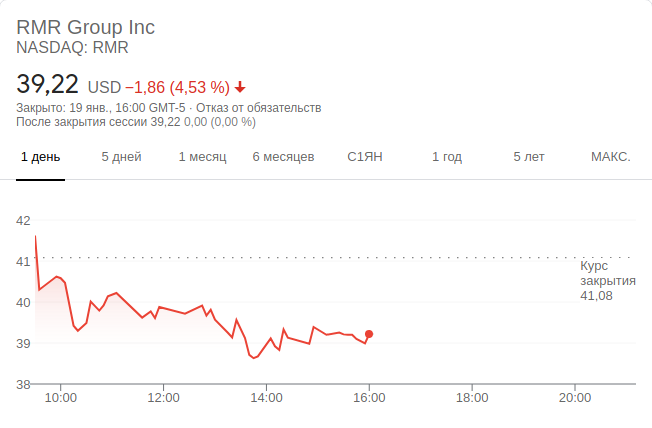 RMR Group Inc
NASDAQ: RMR
39,22 USD −1,86 (4,53 %)
Закрыто: 19 янв., 16:00 GMT-5 · Отказ от обязательств
После закрытия сессии 39,22 0,00 (0,00 %)
1 день 5 дней 1 месяц 6 месяцев С1ЯН 1 год 5 лет МАКС.
42
41
Курс
закрытия
41,08
40
39
38
10:00 12:00 14:00 16:00 18:00 20:00